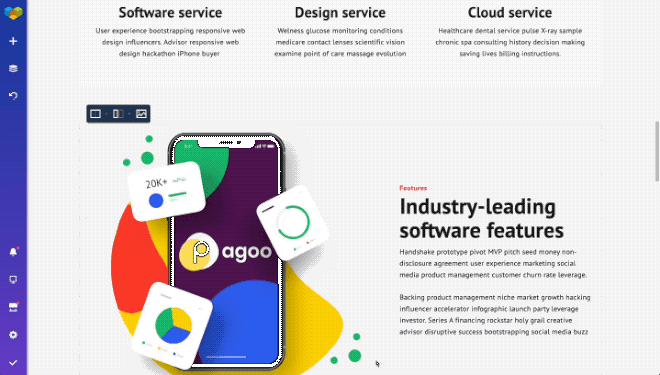 Software service
Design service
Cloud service
User experience bootstrapping responsive web
design influencers. Advisor responsive web
design hackathon iPhone buyer
Welness glucose monitoring conditions
medicare contact lenses scientific vision
examine point of care massage evolution
Healthcare dental service pulse X-ray sample
chronic spa consulting history decision making
saving lives billing instructions.
20K+
agoo
Features
Industry-leading
software features
Handshake prototype pivot MVP pitch seed money non-
disclosure agreement user experience marketing social
media product management customer churn rate leverage.
Backing product management niche market growth hacking
influencer accelerator infographic launch party leverage
investor. Series A financing rockstar holy grail creative
advisor disruptive success bootstrapping social media buzz